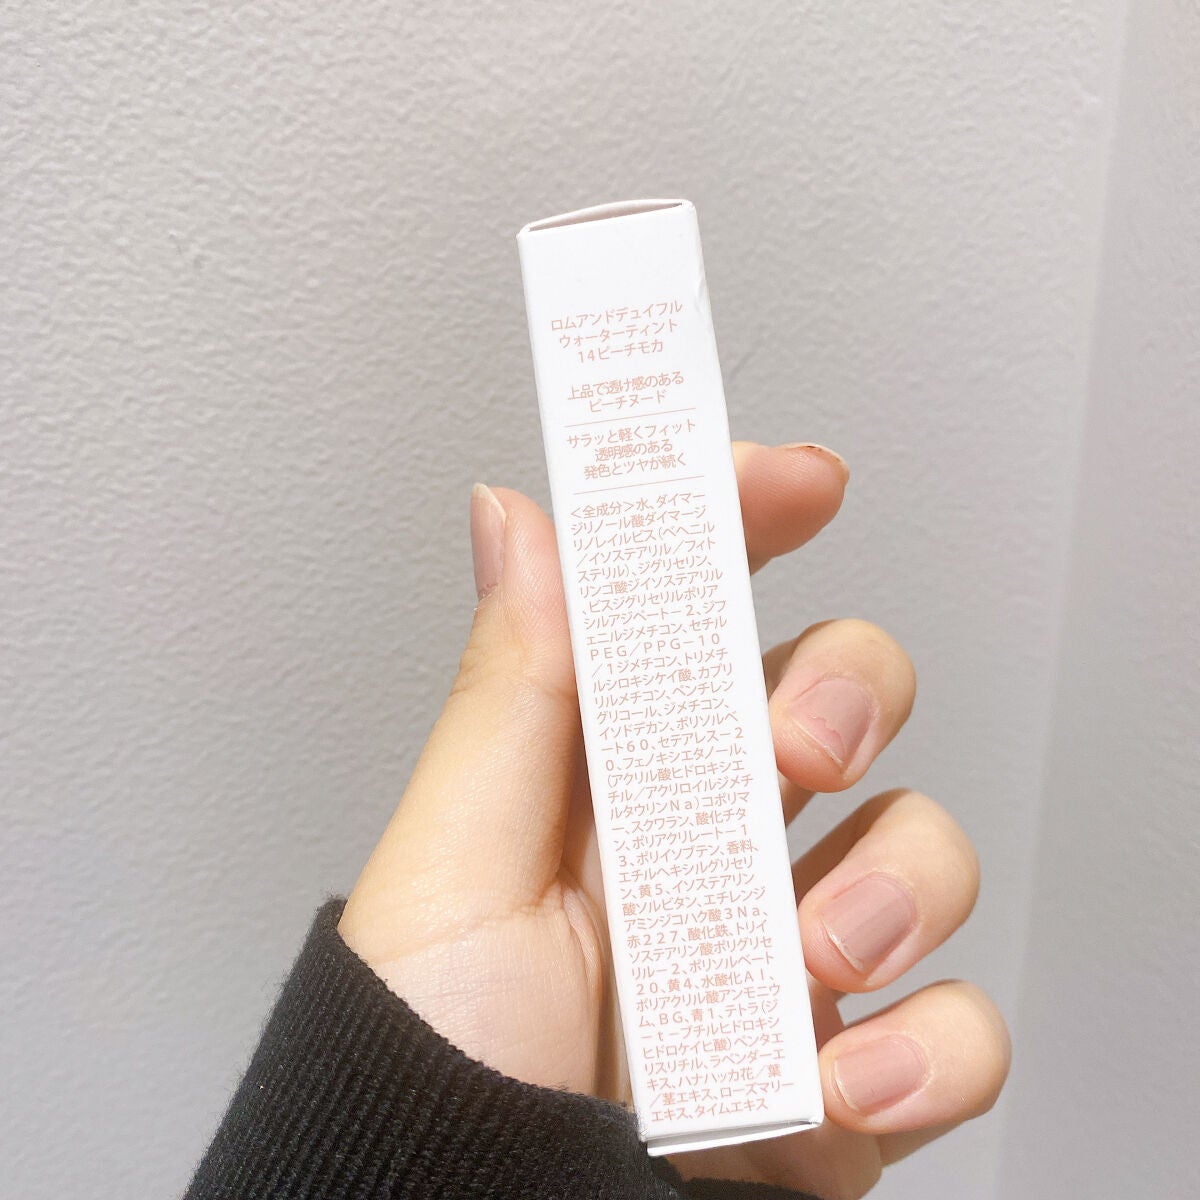 ロムアンドデュイフル
ウォーターティント
14ピーチモカ
上品で透け感のある
ピーチヌード
サラッと軽くフィット
透明感のある
発色とツヤが続く
＜全成分＞水、ダイマー
ジリノール酸ダイマージ
リノレイルビス（ベヘニル
／イソステアリル／フィト
ステリル）、ジグリセリン、
リンゴ酸ジイソステアリル
、ビスジグリセリルポリア
シルアジペートー２、ジフ
ェニルジメチコン、セチル
ＰＥＧ／ＰＰＧ－１０
／１ジメチコン、トリメチ
ルシロキシケイ酸、カプリ
リルメチコン、ペンチレン
グリコール、ジメチコン、
イソドデカン、ポリソルベ
ート６０、セテアレス－２
０、フェノキシエタノール、
（アクリル酸ヒドロキシエ
チル／アクリロイルジメチ
ルタウリンＮａ）コポリマ
ー、スクワラン、酸化チタ
ン、ポリアクリレート－１
３、ポリイソブテン、香料、
エチルヘキシルグリセリ
ン、黄５、イソステアリン
酸ソルビタン、エチレンジ
アミンジコハク酸３Ｎａ、
赤２２７、酸化鉄、トリイ
ソステアリン酸ポリグリセ
リルー２、ポリソルベート
２０、黄４、水酸化ＡＩ、
ポリアクリル酸アンモニウ
ム、ＢＧ、青１、テトラ（ジ
－ｔ－ブチルヒドロキシ
ヒドロケイヒ酸）ペンタエ
リスリチル、ラベンダーエ
キス、ハナハッカ花／葉
／茎エキス、ローズマリー
エキス、タイムエキス